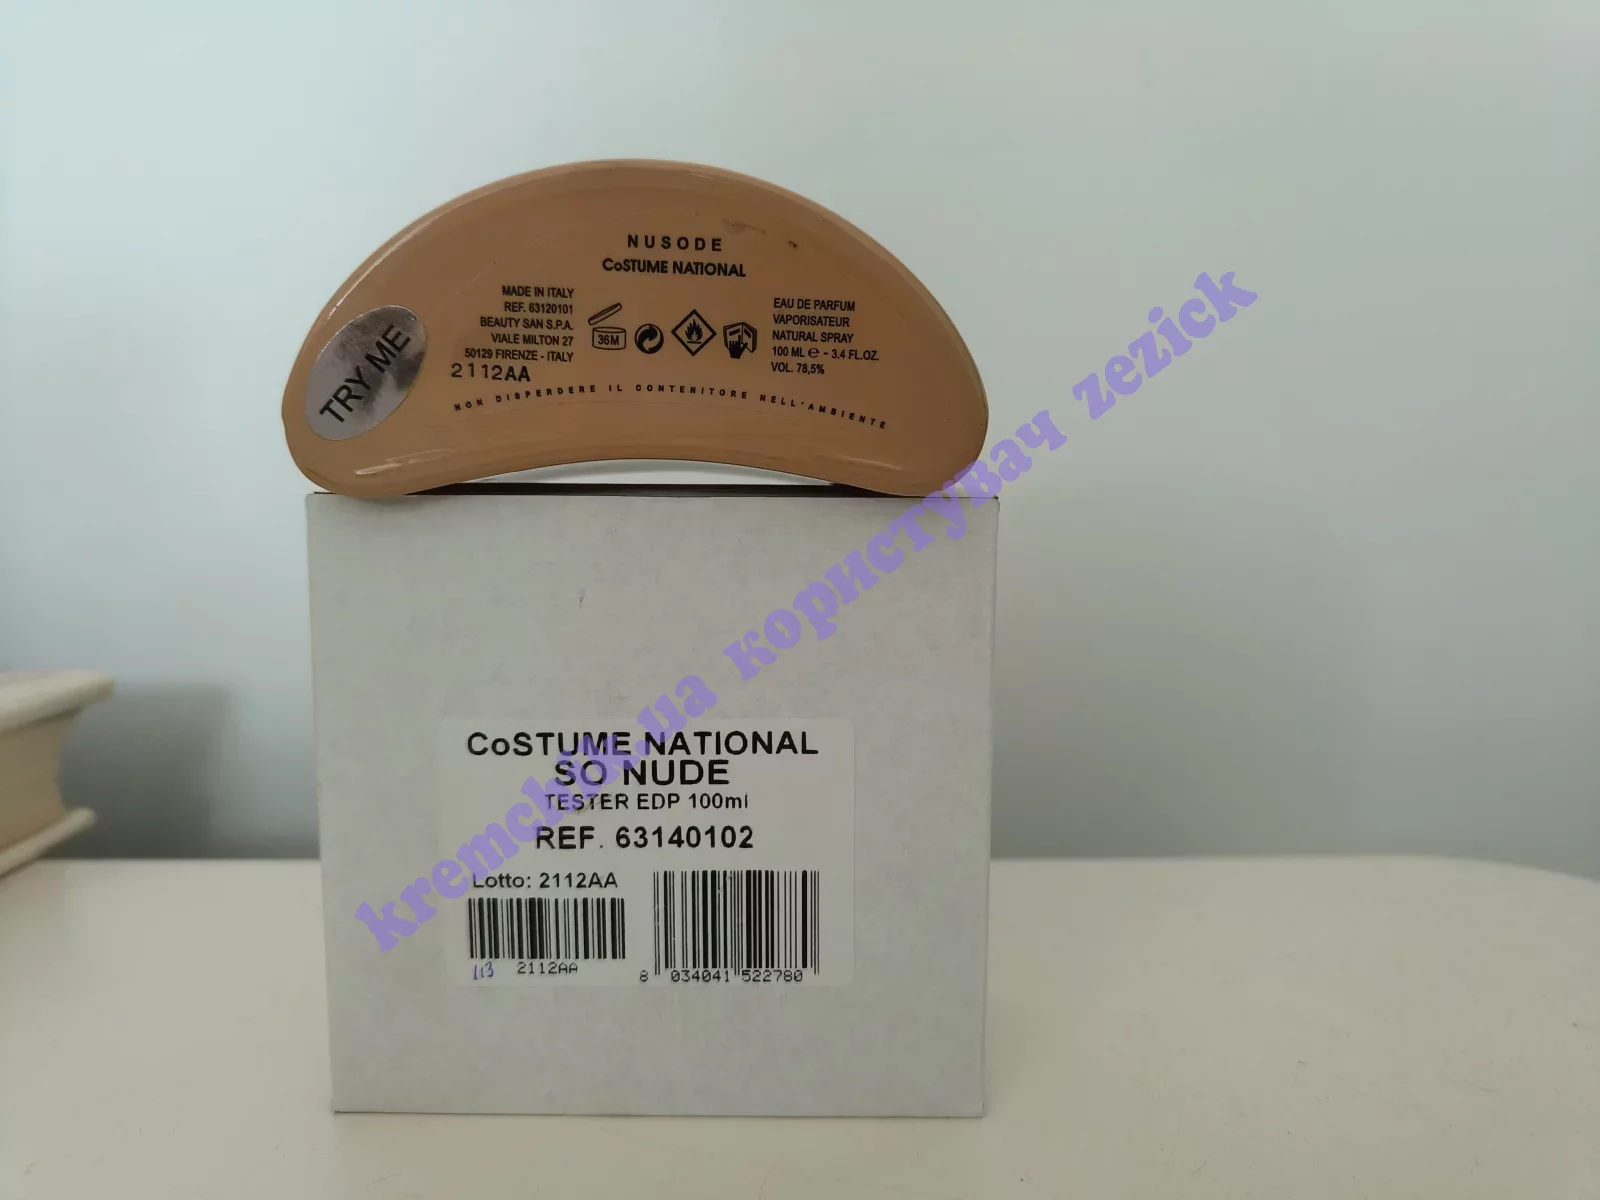 NUSODE
CoSTUME NATIONAL
MADE IN ITALY
REF. 63120101
BEAUTY SAN S.P.A.
VIALE MILTON 27
50129 FIRENZE - ITALY
2112AA
36M
EAU DE PARFUM
VAPORISATEUR
NATURAL SPRAY
100 ML e - 3.4 FL.OZ.
VOL. 78,5%
NON DISPERDERE IL CONTENITORE NELL'AMBIENTE
TRY ME
CoSTUME NATIONAL
SO NUDE
TESTER EDP 100ml
REF. 63140102
Lotto: 2112AA
113 2112AA
8 034041 522780
kremchik.ua користувач zezick